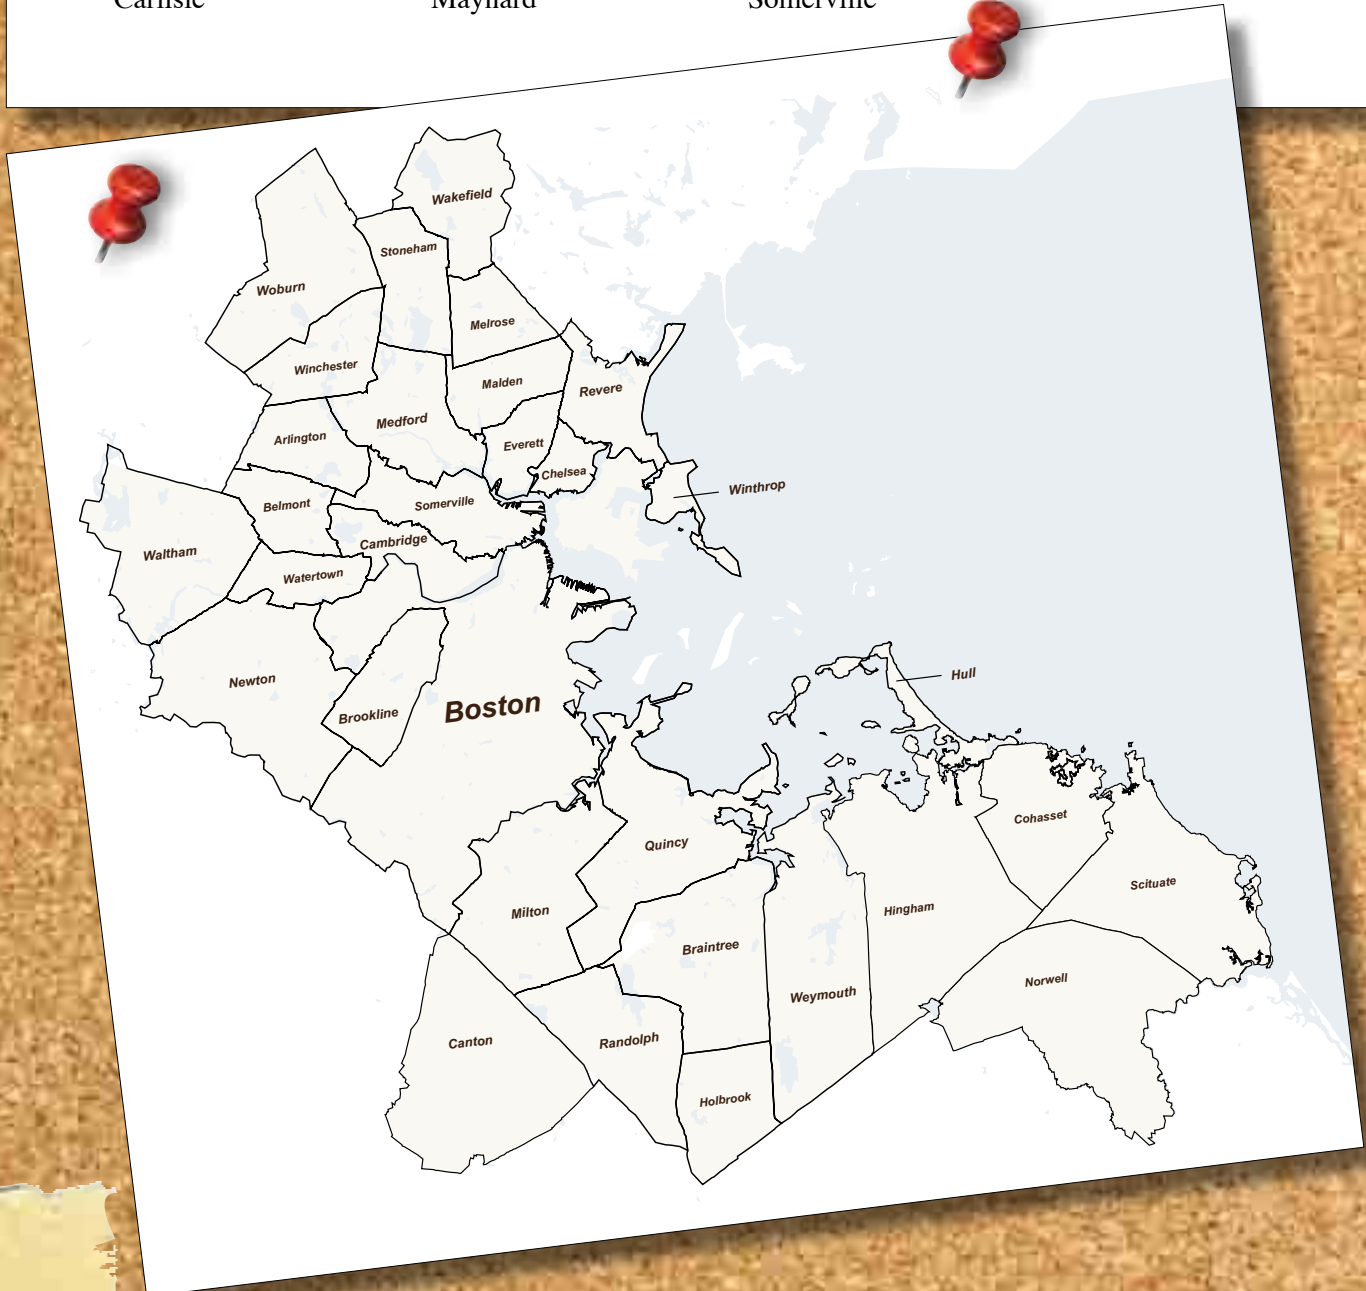 Carlisle Maynard Somerville
Wakefield
Stoneham
Woburn
Melrose
Winchester
Malden
Revere
Medford
Arlington
Everett
Chelsea
Winthrop
Belmont
Somerville
Cambridge
Waltham
Watertown
Hull
Newton
Brookline
Boston
Cohasset
Quincy
Scituate
Milton
Hingham
Braintree
Norwell
Weymouth
Canton
Randolph
Holbrook